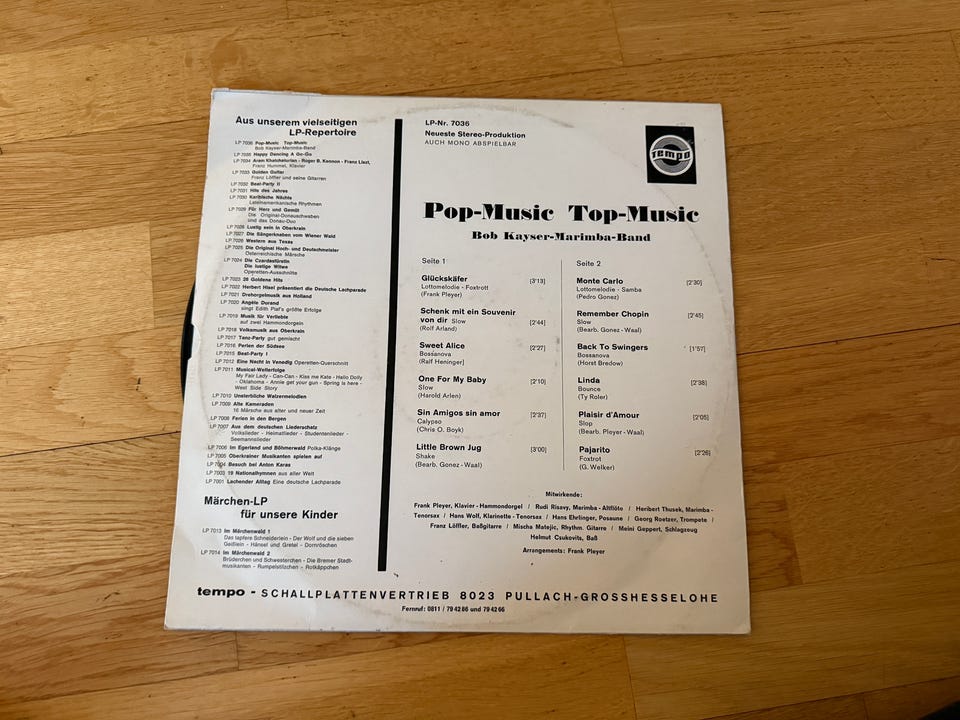 Aus unserem vielseitigen
LP-Repertoire
LP 7036 Pop-Music Top-Music
Bob Kayser-Marimba-Band
LP 7035 Happy Dancing A Go-Go
LP 7034 Aram Khatchaturian - Roger B. Kennon - Franz Liszt,
Franz Hummel, Klavier
LP 7033 Golden Guitar
Franz Löffler und seine Gitarren
LP 7032 Beat-Party II
LP 7031 Hits des Jahres
LP 7030 Karibische Nächte
Lateinamerikanische Rhythmen
LP 7029 Für Herz und Gemüt
Die Original-Donauschwaben
und das Donau-Duo
LP 7028 Lustig sein in Oberkrain
LP 7027 Die Sängerknaben vom Wiener Wald
LP 7026 Western aus Texas
LP 7025 Die Original Hoch- und Deutschmeister
Österreichische Märsche
LP 7024 Die Czardasfürstin
Die lustige Witwe
Operetten-Ausschnitte
LP 7023 28 Goldene Hits
LP 7022 Herbert Hisel präsentiert die Deutsche Lachparade
LP 7021 Drehorgelmusik aus Holland
LP 7020 Angèle Durand
singt Edith Piaf's größte Erfolge
LP 7019 Musik für Verliebte
auf zwei Hammondorgeln
LP 7018 Volksmusik aus Oberkrain
LP 7017 Tanz-Party gut gemischt
LP 7016 Perlen der Südsee
LP 7015 Beat-Party I
LP 7012 Eine Nacht in Venedig Operetten-Querschnitt
LP 7011 Musical-Welterfolge
My Fair Lady - Can-Can - Kiss me Kate - Hallo Dolly
- Oklahoma - Annie get your gun - Spring is here -
West Side Story
LP 7010 Unsterbliche Walzermelodien
LP 7009 Alte Kameraden
16 Märsche aus alter und neuer Zeit
LP 7008 Ferien in den Bergen
LP 7007 Aus dem deutschen Liederschatz
Volkslieder - Heimatlieder - Studentenlieder -
Seemannslieder
LP 7006 Im Egerland und Böhmerwald Polka-Klänge
LP 7005 Oberkrainer Musikanten spielen auf
LP 7004 Besuch bei Anton Karas
LP 7003 19 Nationalhymnen aus aller Welt
LP 7001 Lachender Alltag Eine deutsche Lachparade
Märchen-LP
für unsere Kinder
LP 7013 Im Märchenwald 1
Das tapfere Schneiderlein - Der Wolf und die sieben
Geißlein - Hänsel und Gretel - Dornröschen
LP 7014 Im Märchenwald 2
Brüderchen und Schwesterchen - Die Bremer Stadt-
musikanten - Rumpelstilzchen - Rotkäppchen
LP-Nr. 7036
Neueste Stereo-Produktion
AUCH MONO ABSPIELBAR
TEMPO
Pop-Music Top-Music
Bob Kayser-Marimba-Band
Seite 1
Glückskäfer [3'13]
Lottomelodie - Foxtrott
(Frank Pleyer)
Schenk mit ein Souvenir
von dir Slow [2'44]
(Rolf Arland)
Sweet Alice [2'27]
Bossanova
(Ralf Heninger)
One For My Baby [2'10]
Slow
(Harold Arlen)
Sin Amigos sin amor [2'37]
Calypso
(Chris O. Boyk)
Little Brown Jug [3'00]
Shake
(Bearb. Gonez-Waal)
Seite 2
Monte Carlo [2'30]
Lottomelodie - Samba
(Pedro Gonez)
Remember Chopin [2'45]
Slow
(Bearb. Gonez-Waal)
Back To Swingers [1'57]
Bossanova
(Horst Bredow)
Linda [2'38]
Bounce
(Ty Roler)
Plaisir d'Amour [2'05]
Slop
(Bearb. Pleyer-Waal)
Pajarito [2'26]
Foxtrot
(G. Welker)
Mitwirkende:
Frank Pleyer, Klavier-Hammondorgel / Rudi Risavy, Marimba-Altflöte / Heribert Thusek, Marimba-
Tenorsax / Hans Wolf, Klarinette-Tenorsax / Hans Ehrlinger, Posaune / Georg Roetzer, Trompete /
Franz Löffler, Baßgitarre / Mischa Matejic, Rhythm. Gitarre / Meini Geppert, Schlagzeug
Helmut Csukovits, Baß
Arrangements: Frank Pleyer
tempo - SCHALLPLATTENVERTRIEB 8023 PULLACH-GROSSHESSELOHE
Fernruf: 0811 / 79 42 86 und 79 42 66